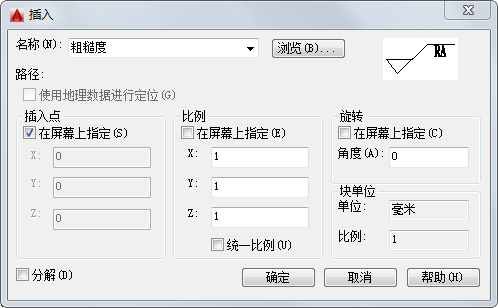 插入
名称(N): 粗糙度 浏览(B)... RA
路径:
使用地理数据进行定位(G)
插入点 比例 旋转
在屏幕上指定(S) 在屏幕上指定(E) 在屏幕上指定(C)
X: 0 X: 1 角度(A): 0
Y: 0 Y: 1 块单位
单位: 毫米
Z: 0 Z: 1 比例: 1
统一比例(U)
分解(D) 确定 取消 帮助(H)